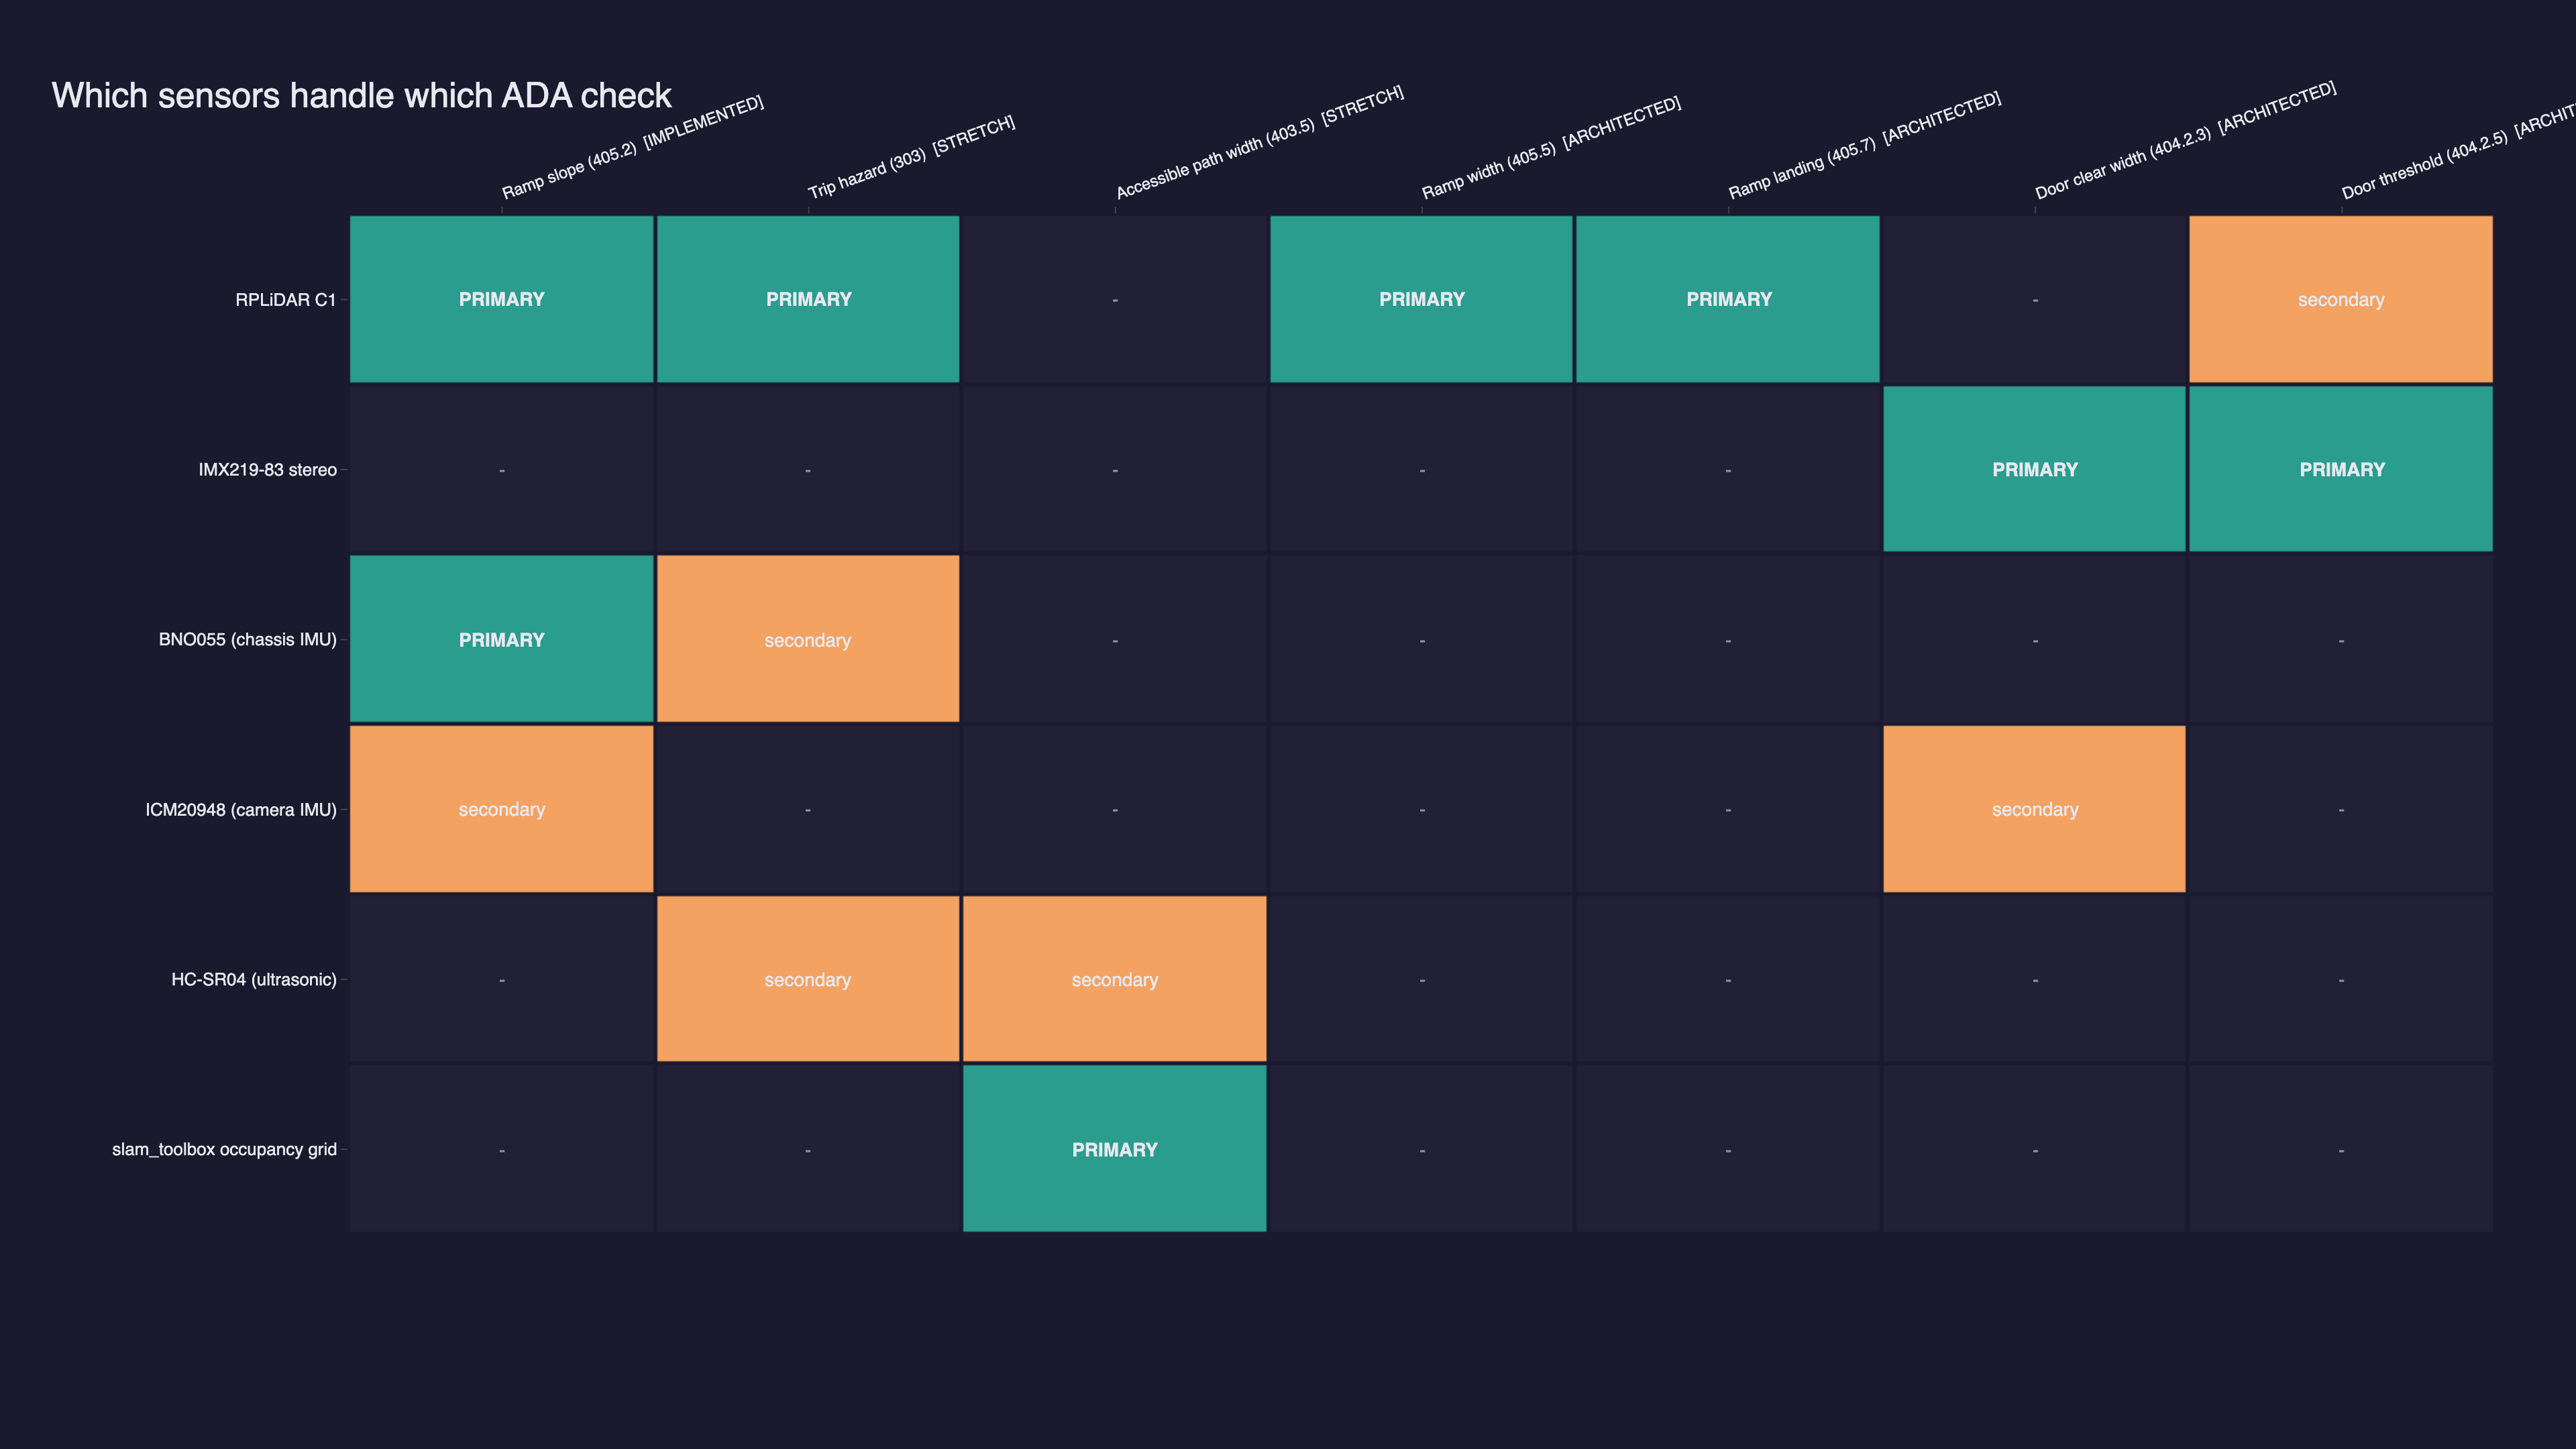 Which sensors handle which ADA check
Ramp slope (405.2) [IMPLEMENTED]
Trip hazard (303) [STRETCH]
Accessible path width (403.5) [STRETCH]
Ramp width (405.5) [ARCHITECTED]
Ramp landing (405.7) [ARCHITECTED]
Door clear width (404.2.3) [ARCHITECTED]
Door threshold (404.2.5)
RPLiDAR C1 PRIMARY PRIMARY - PRIMARY PRIMARY - secondary
IMX219-83 stereo - - - - - PRIMARY PRIMARY
BNO055 (chassis IMU) PRIMARY secondary - - - - -
ICM20948 (camera IMU) secondary - - - - secondary -
HC-SR04 (ultrasonic) - secondary secondary - - - -
slam_toolbox occupancy grid - - PRIMARY - - - -